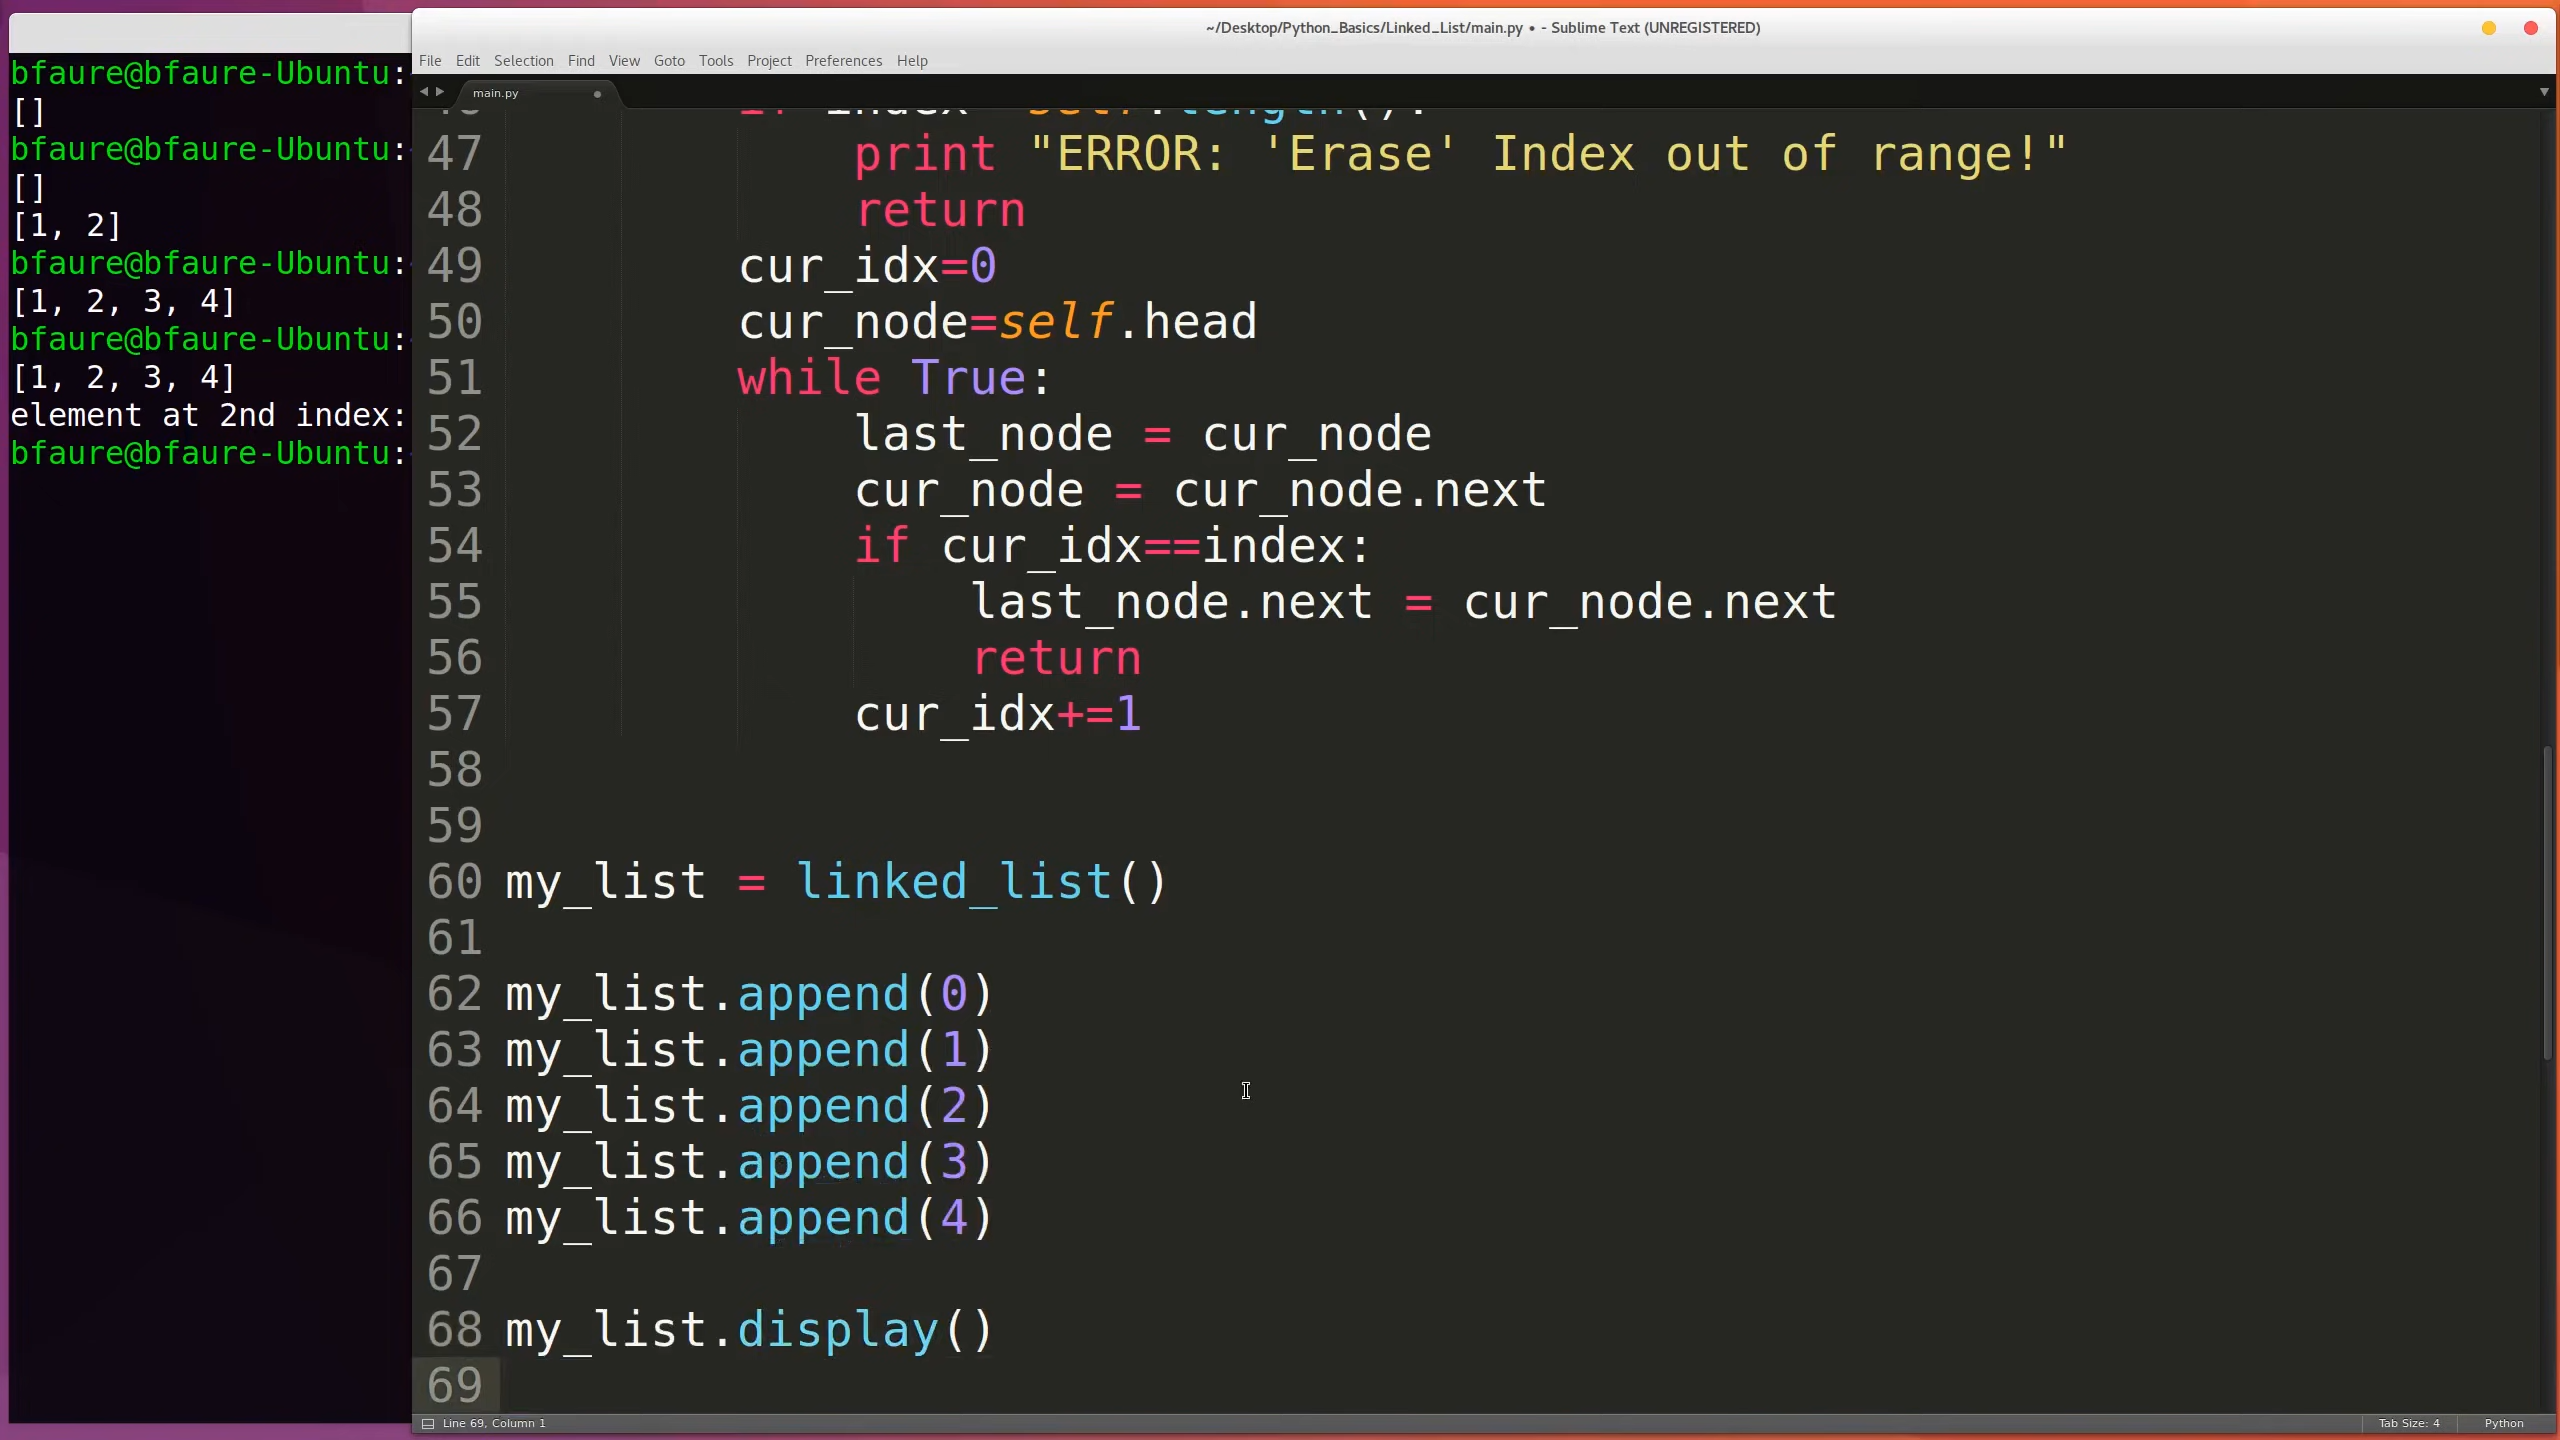 ~/Desktop/Python_Basics/Linked_List/main.py • - Sublime Text (UNREGISTERED)
File Edit Selection Find View Goto Tools Project Preferences Help
main.py
bfaure@bfaure-Ubuntu:
[]
bfaure@bfaure-Ubuntu:
[]
[1, 2]
bfaure@bfaure-Ubuntu:
[1, 2, 3, 4]
bfaure@bfaure-Ubuntu:
[1, 2, 3, 4]
element at 2nd index:
bfaure@bfaure-Ubuntu:
if index self.length():
47 print "ERROR: 'Erase' Index out of range!"
48 return
49 cur_idx=0
50 cur_node=self.head
51 while True:
52 last_node = cur_node
53 cur_node = cur_node.next
54 if cur_idx==index:
55 last_node.next = cur_node.next
56 return
57 cur_idx+=1
58
59
60 my_list = linked_list()
61
62 my_list.append(0)
63 my_list.append(1)
64 my_list.append(2)
65 my_list.append(3)
66 my_list.append(4)
67
68 my_list.display()
69
Line 69, Column 1
Tab Size: 4
Python